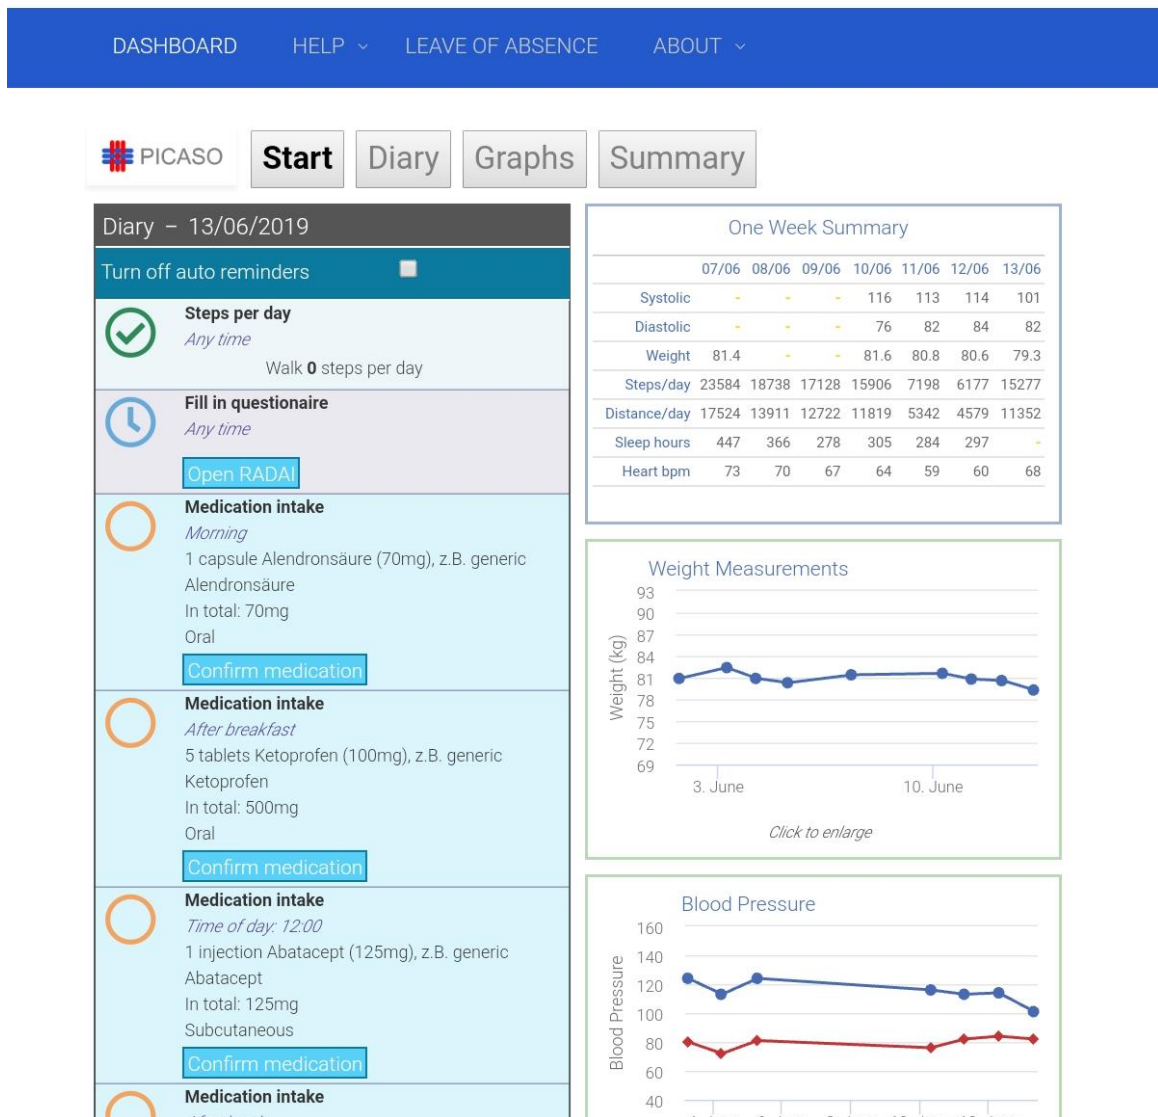 DASHBOARD HELP LEAVE OF ABSENCE ABOUT
PICASO Start Diary Graphs Summary
Diary – 13/06/2019
Turn off auto reminders
Steps per day
Any time
Walk 0 steps per day
Fill in questionaire
Any time
Open RADAI
Medication intake
Morning
1 capsule Alendronsäure (70mg), z.B. generic
Alendronsäure
In total: 70mg
Oral
Confirm medication
Medication intake
After breakfast
5 tablets Ketoprofen (100mg), z.B. generic
Ketoprofen
In total: 500mg
Oral
Confirm medication
Medication intake
Time of day: 12:00
1 injection Abatacept (125mg), z.B. generic
Abatacept
In total: 125mg
Subcutaneous
Confirm medication
Medication intake
One Week Summary
07/06 08/06 09/06 10/06 11/06 12/06 13/06
Systolic - - - 116 113 114 101
Diastolic - - - 76 82 84 82
Weight 81.4 - - 81.6 80.8 80.6 79.3
Steps/day 23584 18738 17128 15906 7198 6177 15277
Distance/day 17524 13911 12722 11819 5342 4579 11352
Sleep hours 447 366 278 305 284 297 -
Heart bpm 73 70 67 64 59 60 68
Weight Measurements
Weight (kg)
93
90
87
84
81
78
75
72
69
3. June 10. June
Click to enlarge
Blood Pressure
Blood Pressure
160
140
120
100
80
60
40